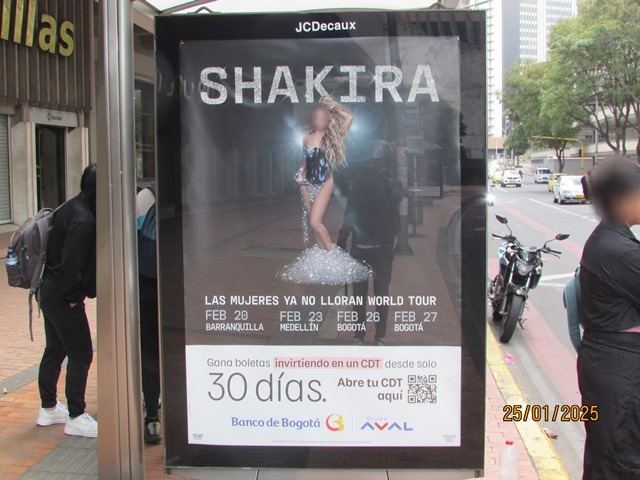 illas
JCDecaux
SHAKIRA
LAS MUJERES YA NO LLORAN WORLD TOUR
FEB 20 FEB 23 FEB 26 FEB 27
BARRANQUILLA MEDELLÍN BOGOTÁ BOGOTÁ
Gana boletas invirtiendo en un CDT desde solo
30 días.
Abre tu CDT
aquí
Banco de Bogotá Grupo
AVAL
25/01/2025